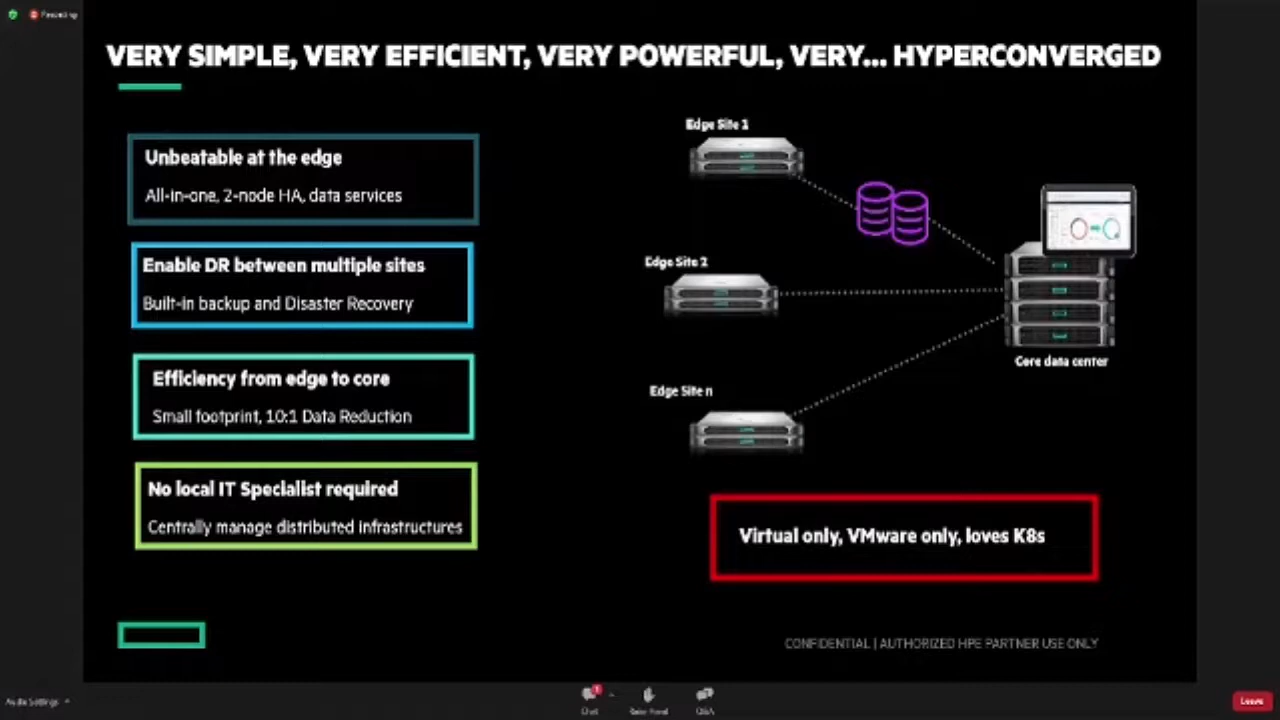 Recording
VERY SIMPLE, VERY EFFICIENT, VERY POWERFUL, VERY... HYPERCONVERGED
Unbeatable at the edge
All-in-one, 2-node HA, data services
Enable DR between multiple sites
Built-in backup and Disaster Recovery
Efficiency from edge to core
Small footprint, 10:1 Data Reduction
No local IT Specialist required
Centrally manage distributed infrastructures
Edge Site 1
Edge Site 2
Edge Site n
Core data center
Virtual only, VMware only, loves K8s
CONFIDENTIAL | AUTHORIZED HPE PARTNER USE ONLY
Audio Settings
Chat
Raise Hand
Q&A
Leave